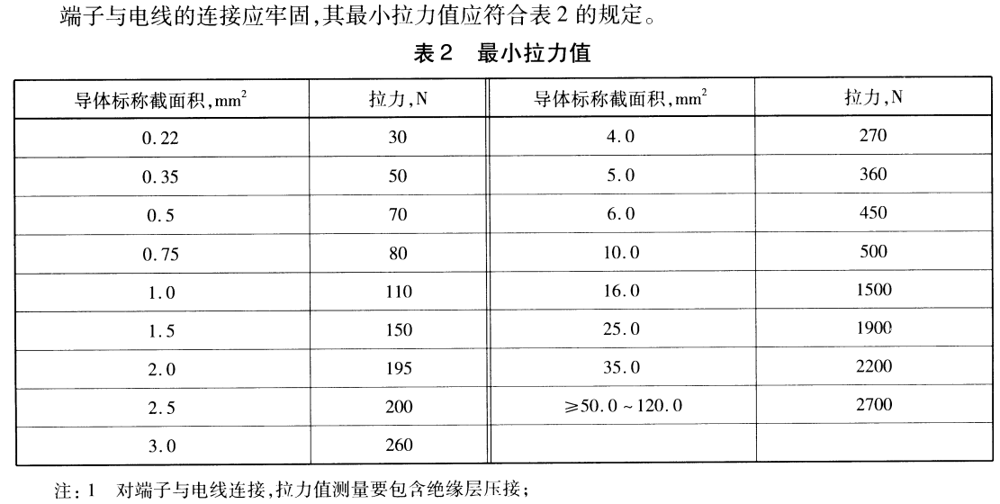 端子与电线的连接应牢固,其最小拉力值应符合表2的规定。
表2 最小拉力值
导体标称截面积,mm² 拉力,N 导体标称截面积,mm² 拉力,N
0.22 30 4.0 270
0.35 50 5.0 360
0.5 70 6.0 450
0.75 80 10.0 500
1.0 110 16.0 1500
1.5 150 25.0 1900
2.0 195 35.0 2200
2.5 200 ≥50.0~120.0 2700
3.0 260
注: 1 对端子与电线连接,拉力值测量要包含绝缘层压接;